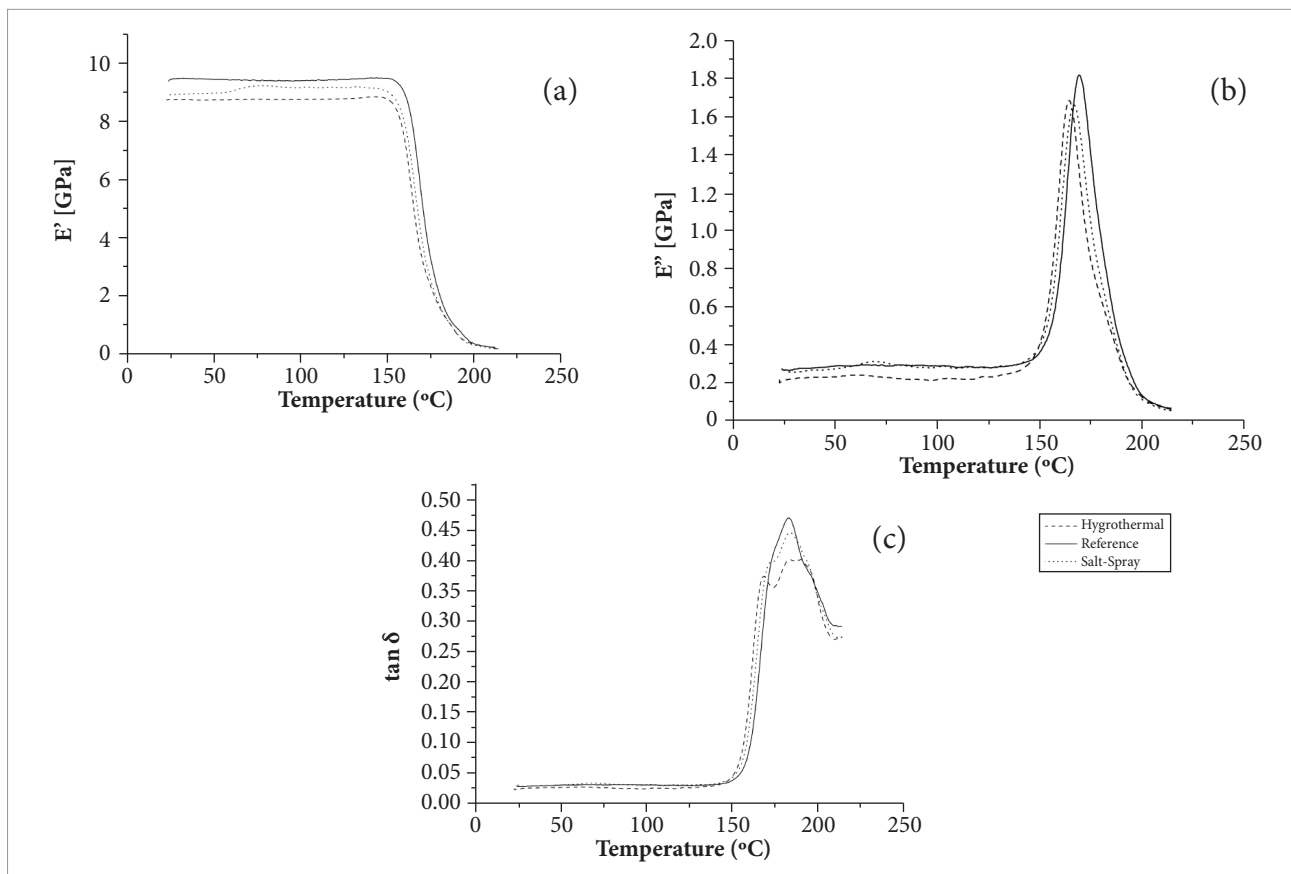 (a)
E’ [GPa]
10
8
6
4
2
0
0 50 100 150 200 250
Temperature (ºC)
(b)
E” [GPa]
2.0
1.8
1.6
1.4
1.2
1.0
0.8
0.6
0.4
0.2
0
0 50 100 150 200 250
Temperature (ºC)
(c)
tan δ
0.50
0.45
0.40
0.35
0.30
0.25
0.20
0.15
0.10
0.05
0.00
0 50 100 150 200 250
Temperature (ºC)
Hygrothermal
Reference
Salt-Spray